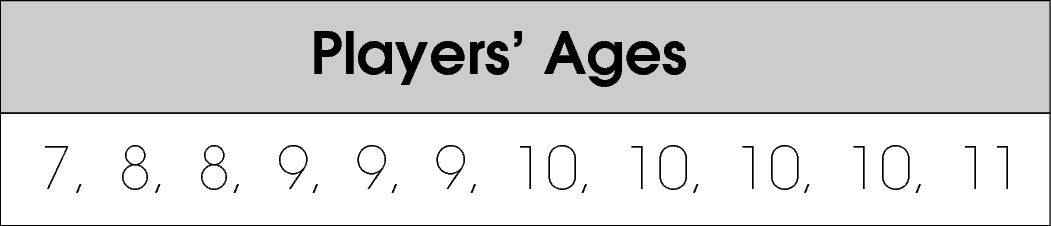 Players’ Ages
7, 8, 8, 9, 9, 9, 10, 10, 10, 10, 11